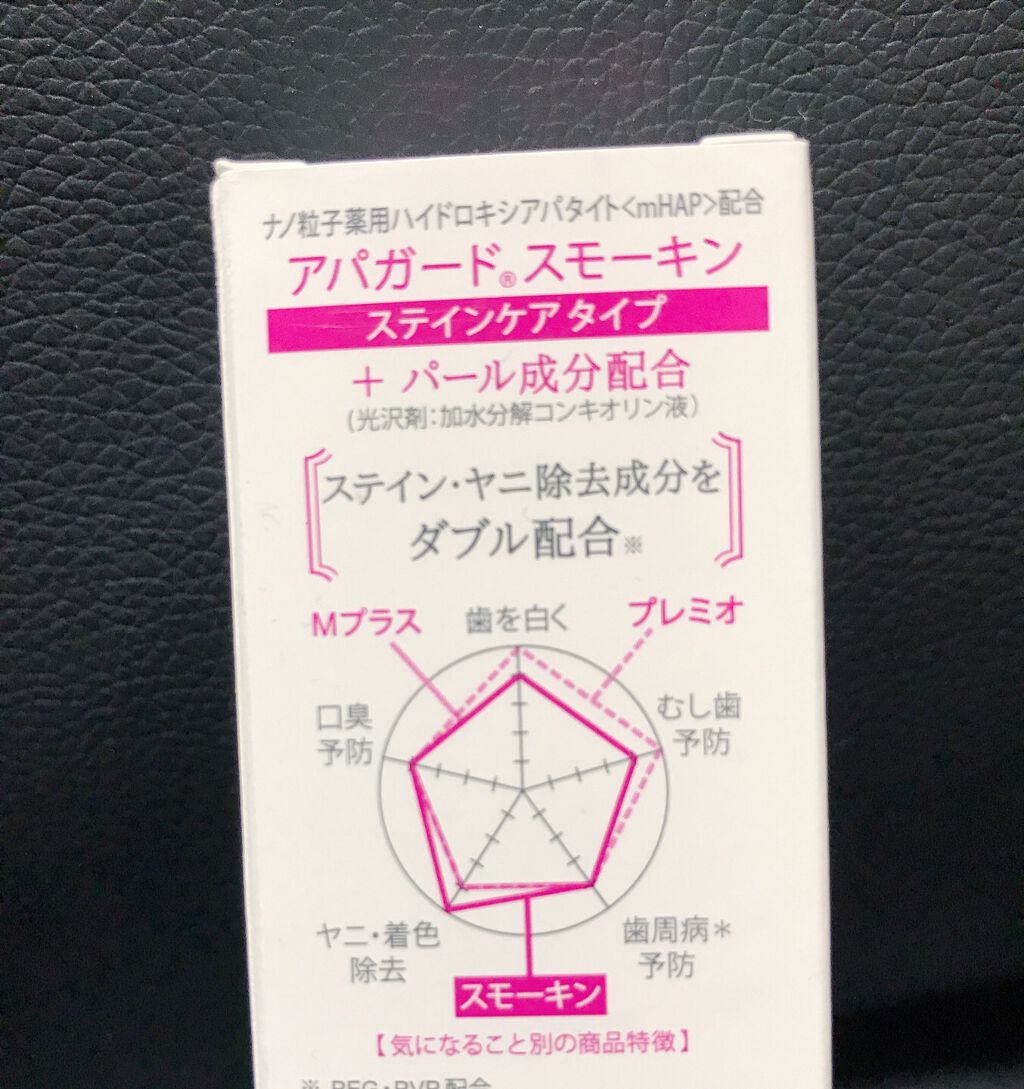 ナノ粒子薬用ハイドロキシアパタイト<mHAP>配合
アパガード®スモーキン
ステインケアタイプ
＋ パール成分配合
(光沢剤：加水分解コンキオリン液)
ステイン・ヤニ除去成分を
ダブル配合※
Mプラス
歯を白く
プレミオ
口臭
予防
むし歯
予防
ヤニ・着色
除去
歯周病＊
予防
スモーキン
【気になること別の商品特徴】
※ PEG・PVP配合